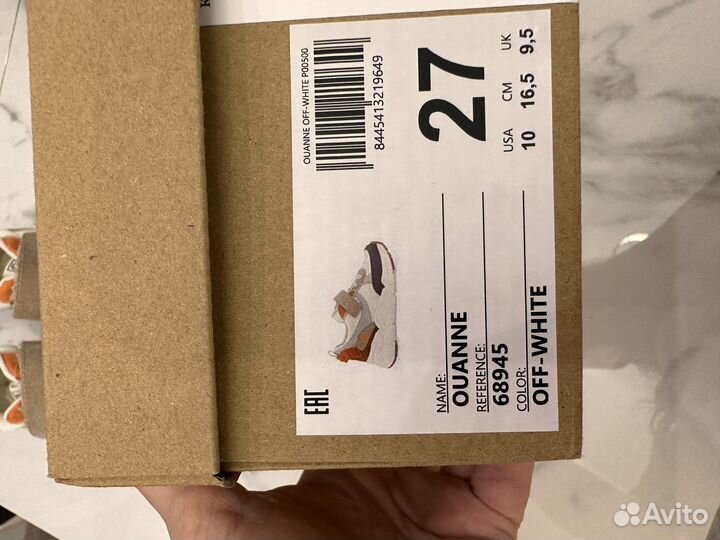 OUANNE OFF-WHITE P00500
8445413219649
27
USA CM UK
10 16,5 9,5
EAC
NAME:
OUANNE
REFERENCE:
68945
COLOR:
OFF-WHITE
Avito